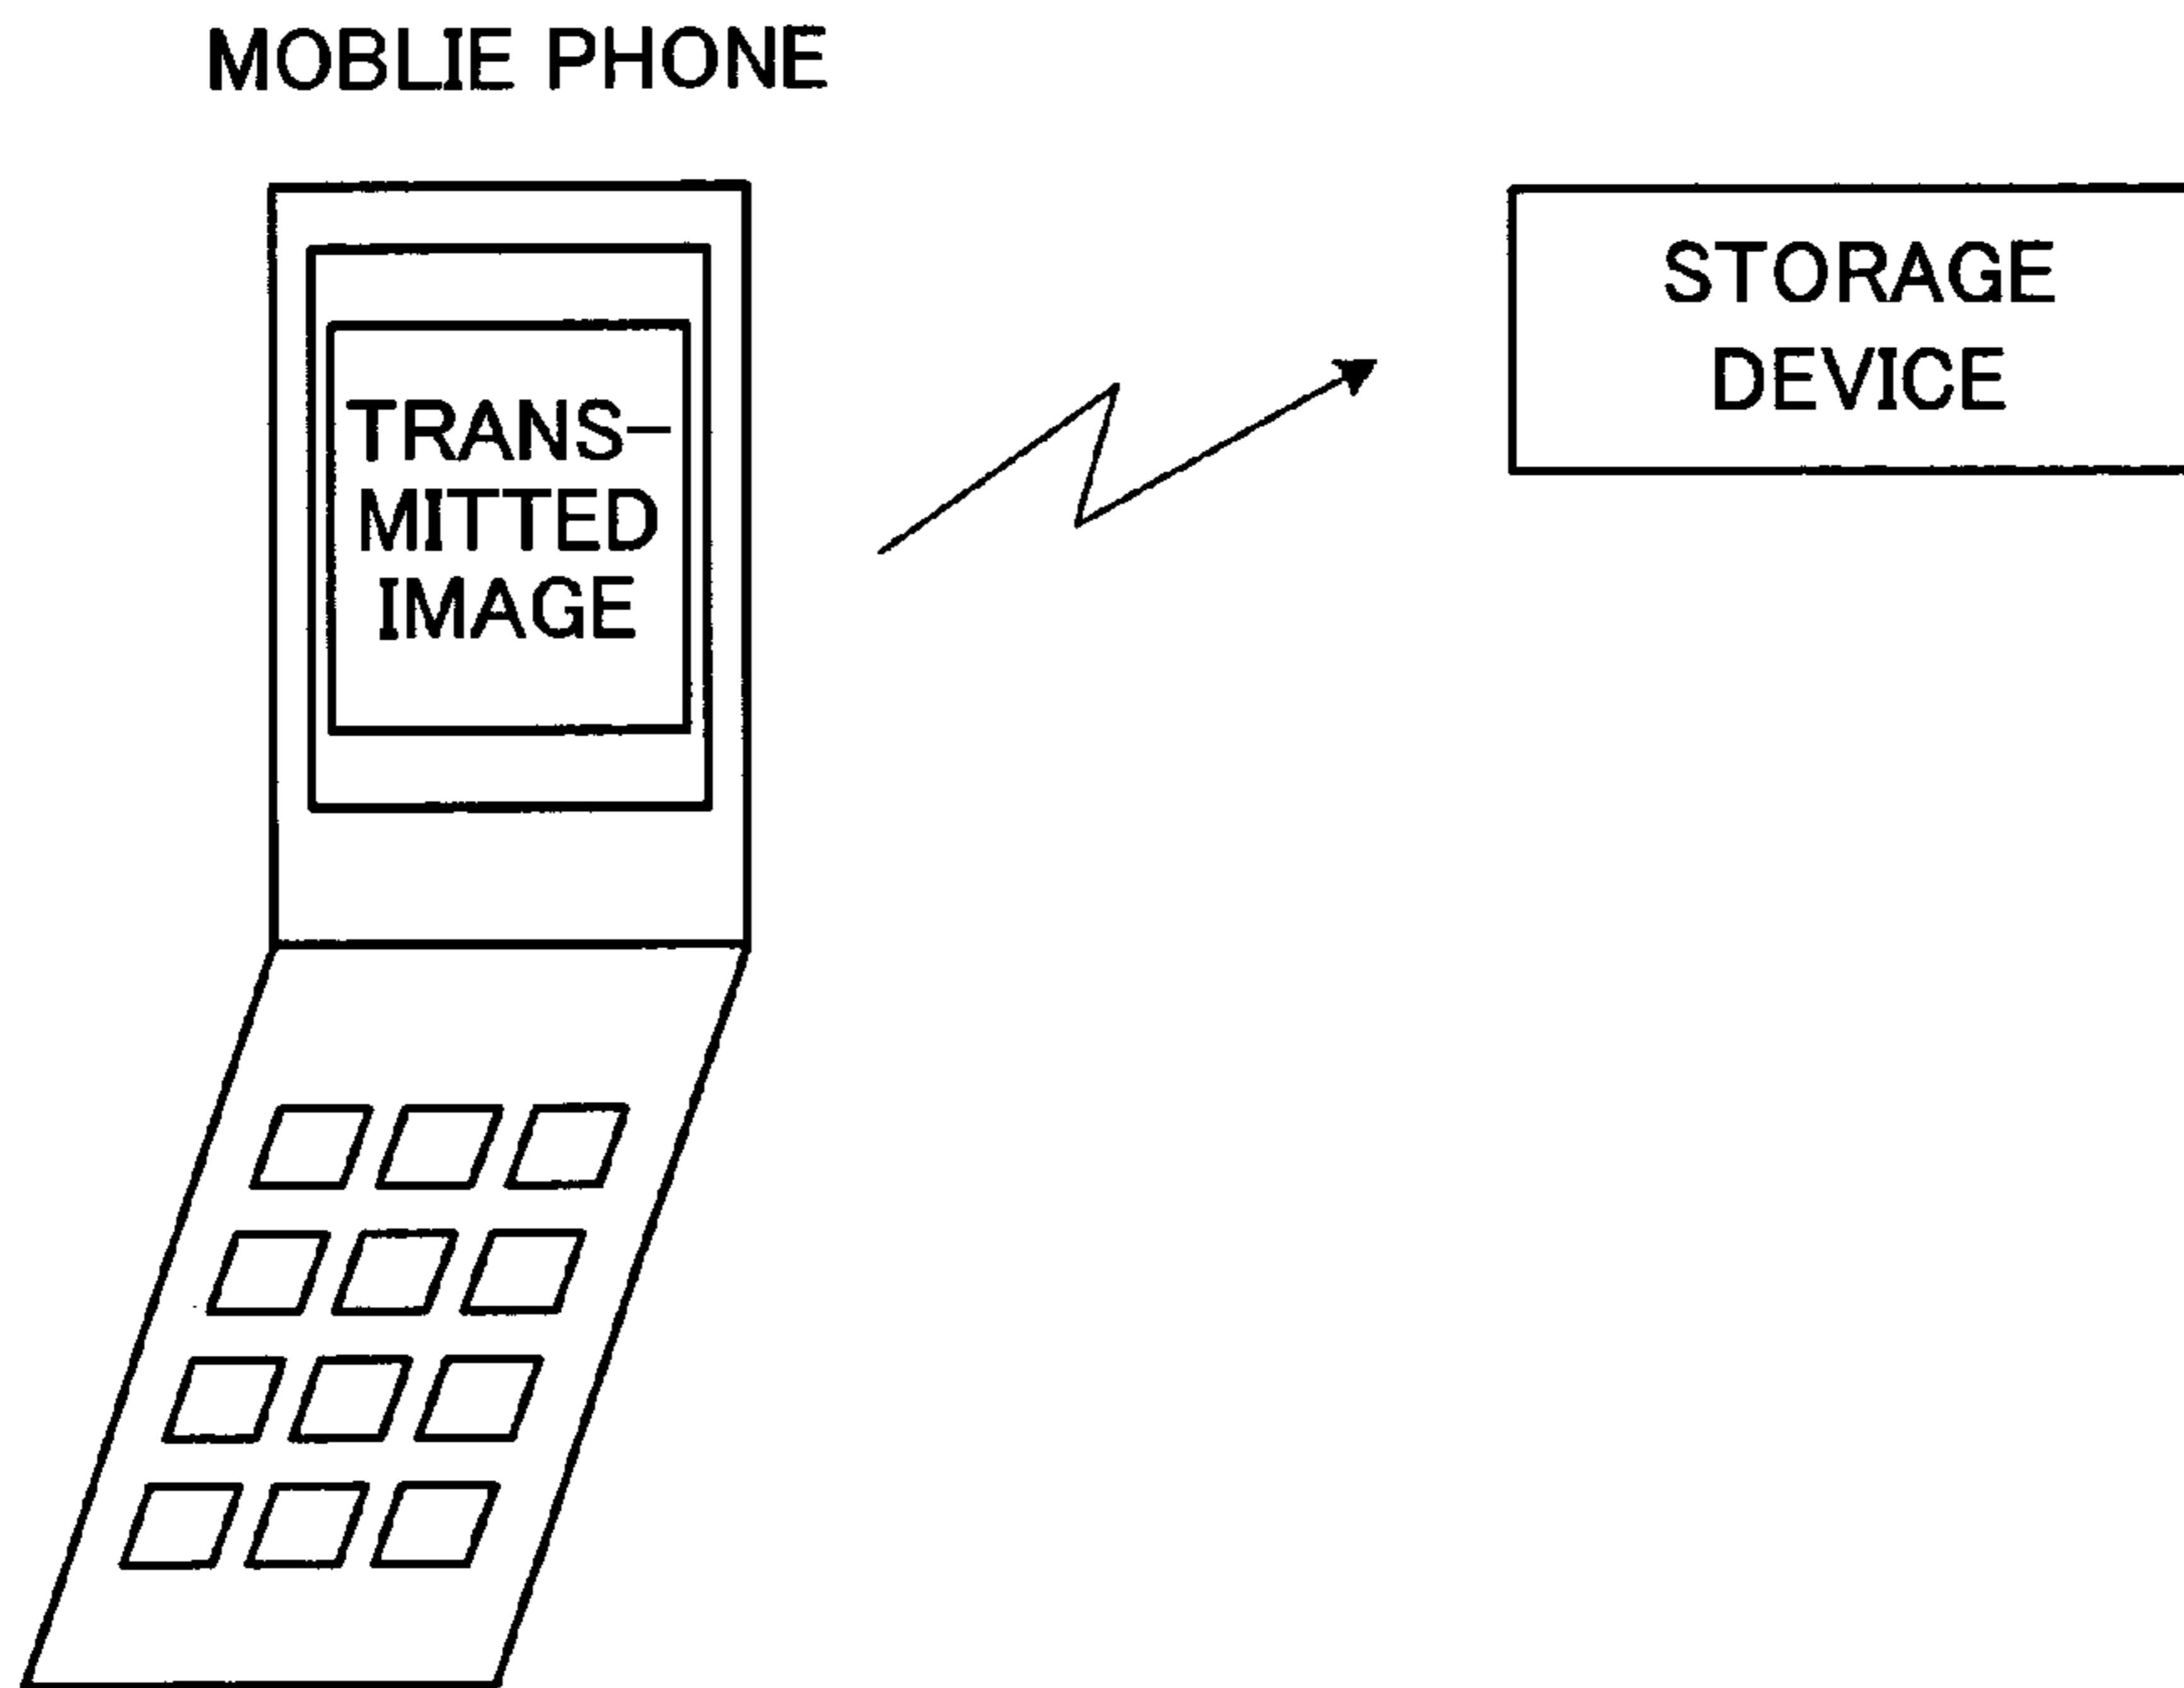 MOBLIE PHONE
TRANS-
MITTED
IMAGE
STORAGE
DEVICE